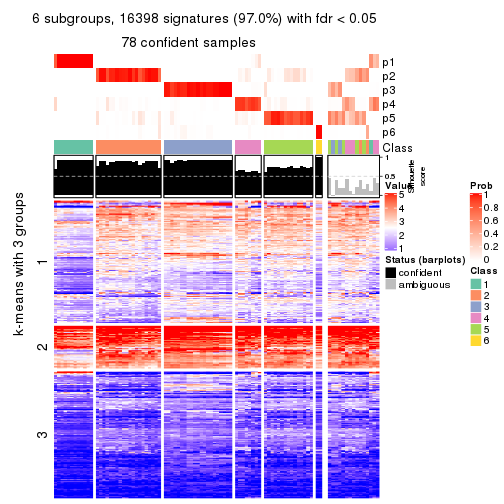 6 subgroups, 16398 signatures (97.0%) with fdr < 0.05
78 confident samples
p1
p2
p3
p4
p5
p6
Class
1
0.5
0
Silhouette
score
k-means with 3 groups
1
2
3
Value
5
4
3
2
1
Status (barplots)
confident
ambiguous
Prob
1
0.8
0.6
0.4
0.2
0
Class
1
2
3
4
5
6